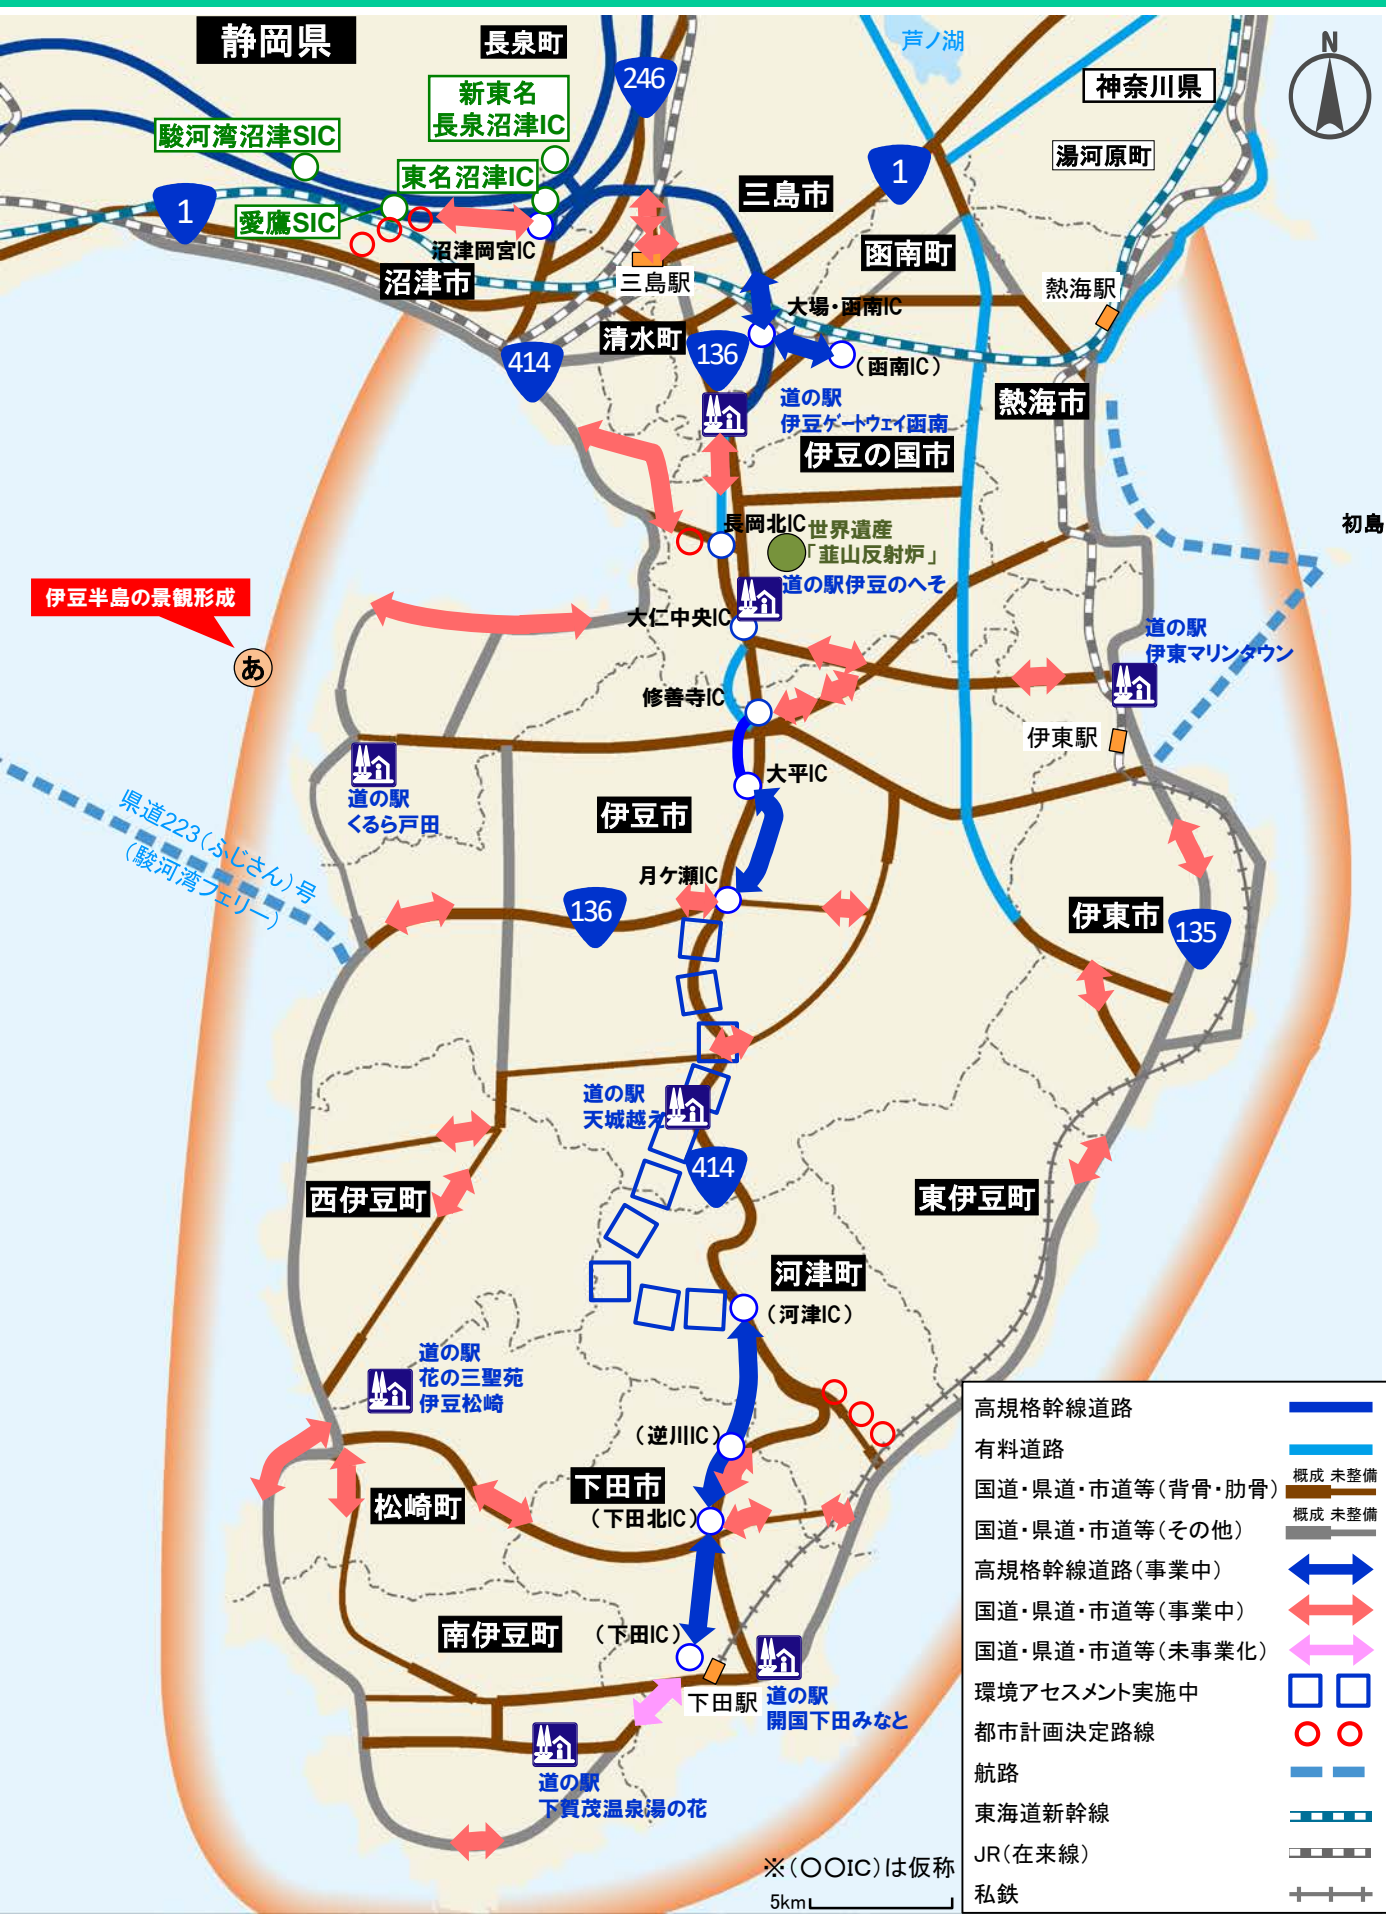 静岡県
長泉町
246
芦ノ湖
神奈川県
N
新東名
長泉沼津IC
駿河湾沼津SIC
東名沼津IC
湯河原町
1
三島市
1
愛鷹SIC
沼津岡宮IC
函南町
沼津市
三島駅
熱海駅
大場・函南IC
清水町
136
414
(函南IC)
道の駅
伊豆ゲートウェイ函南
熱海市
伊豆の国市
長岡北IC
世界遺産
「韮山反射炉」
初島
道の駅伊豆のへそ
伊豆半島の景観形成
大仁中央IC
道の駅
伊東マリンタウン
あ
修善寺IC
伊東駅
大平IC
道の駅
くるら戸田
伊豆市
県道223(ふじさん)号
(駿河湾フェリー)
月ケ瀬IC
136
伊東市
135
道の駅
天城越え
414
西伊豆町
東伊豆町
河津町
(河津IC)
道の駅
花の三聖苑
伊豆松崎
(逆川IC)
下田市
松崎町
(下田北IC)
南伊豆町
(下田IC)
下田駅
道の駅
開国下田みなと
道の駅
下賀茂温泉湯の花
※(〇〇IC)は仮称
5km
高規格幹線道路
有料道路
国道・県道・市道等(背骨・肋骨) 概成 未整備
国道・県道・市道等(その他) 概成 未整備
高規格幹線道路(事業中)
国道・県道・市道等(事業中)
国道・県道・市道等(未事業化)
環境アセスメント実施中
都市計画決定路線
航路
東海道新幹線
JR(在来線)
私鉄